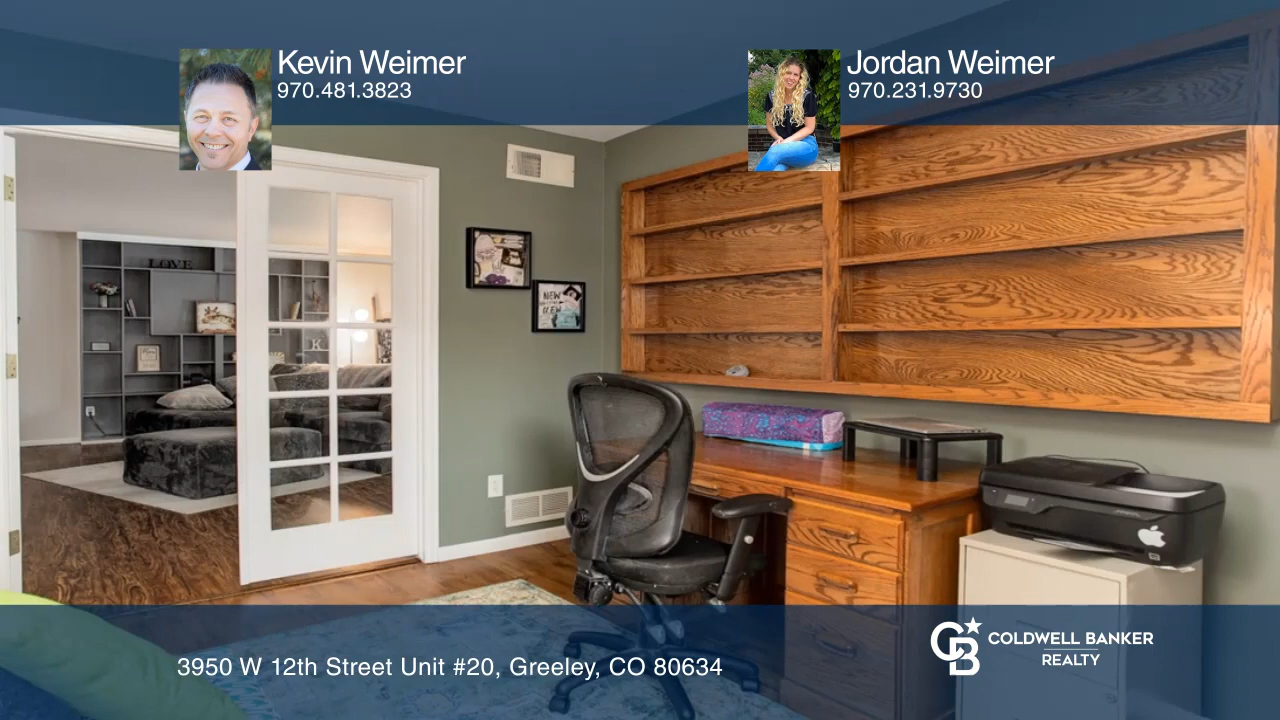 Kevin Weimer
970.481.3823
Jordan Weimer
970.231.9730
LOVE
NEW
K
3950 W 12th Street Unit #20, Greeley, CO 80634
CB
COLDWELL BANKER
REALTY